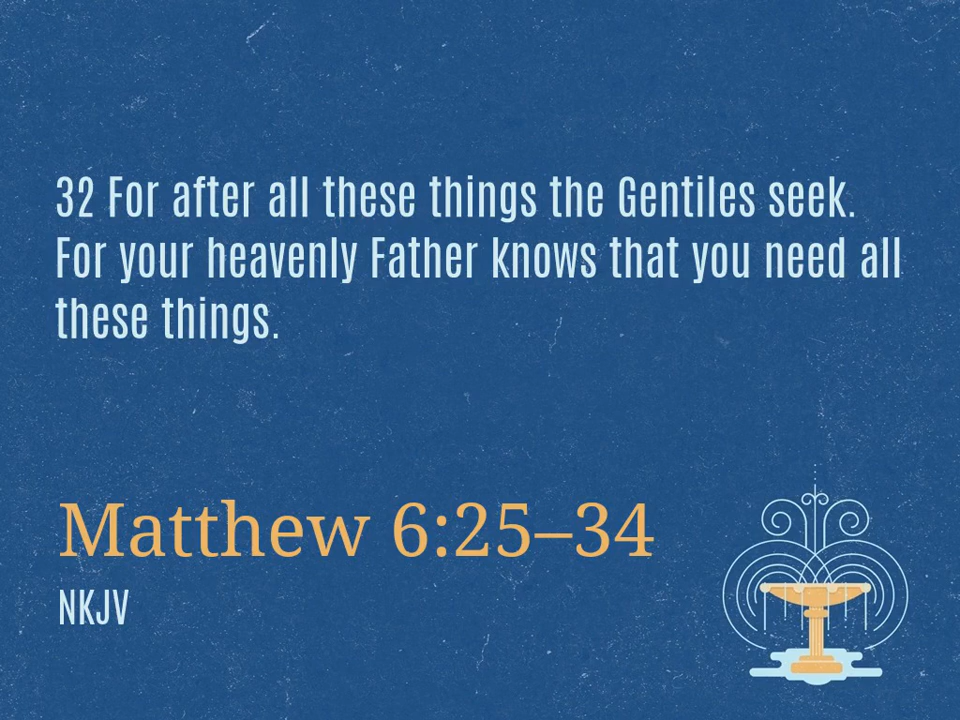 32 For after all these things the Gentiles seek.
For your heavenly Father knows that you need all
these things.
Matthew 6:25–34
NKJV